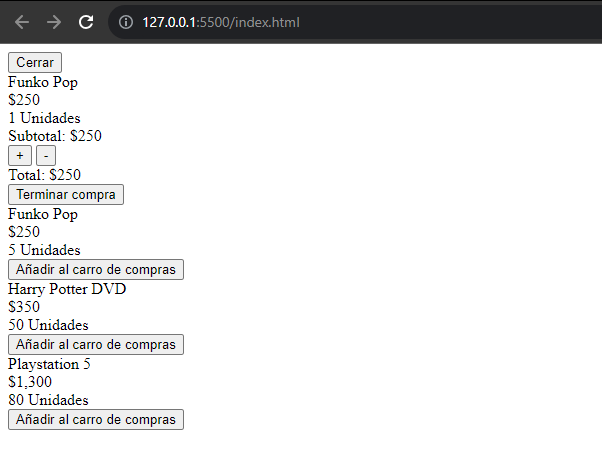 127.0.0.1:5500/index.html
Cerrar
Funko Pop
$250
1 Unidades
Subtotal: $250
+ -
Total: $250
Terminar compra
Funko Pop
$250
5 Unidades
Añadir al carro de compras
Harry Potter DVD
$350
50 Unidades
Añadir al carro de compras
Playstation 5
$1,300
80 Unidades
Añadir al carro de compras